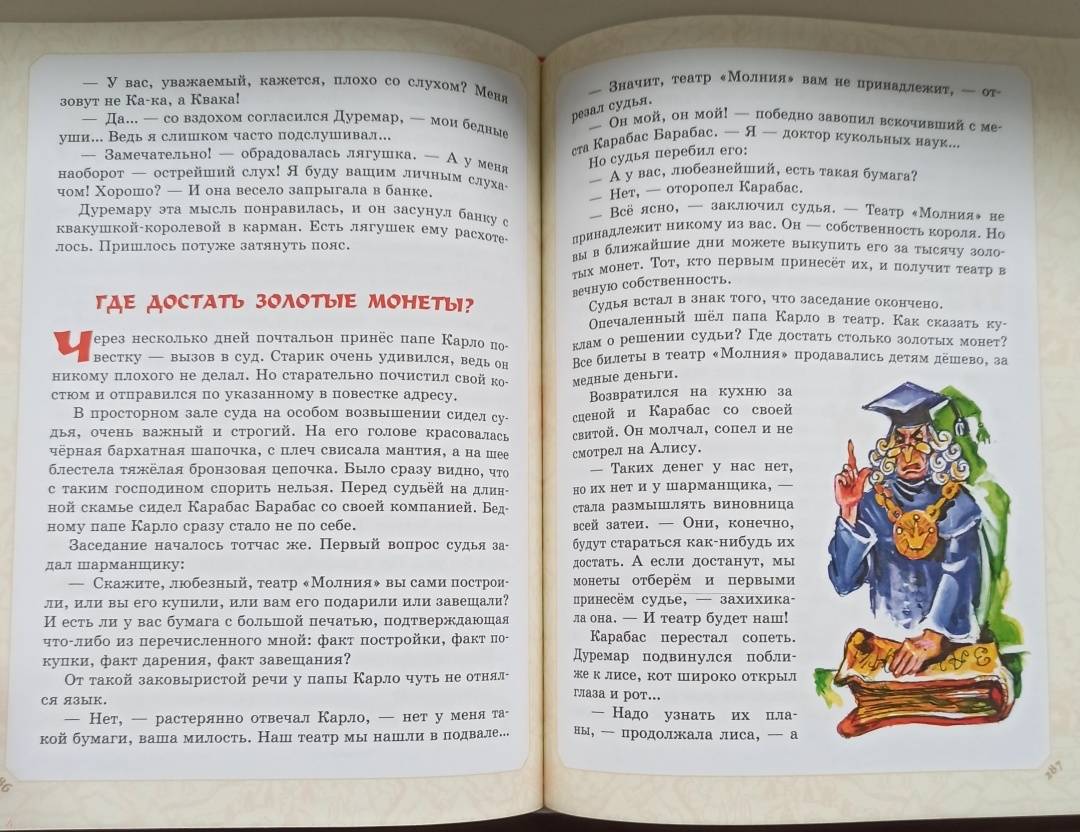 — У вас, уважаемый, кажется, плохо со слухом? Меня
зовут не Ка-ка, а Квака!
— Да... — со вздохом согласился Дуремар, — мои бедные
уши... Ведь я слишком часто подслушивал...
— Замечательно! — обрадовалась лягушка. — А у меня
наоборот — острейший слух! Я буду вашим личным слуха-
чом! Хорошо? — И она весело запрыгала в банке.
Дуремару эта мысль понравилась, и он засунул банку с
квакушкой-королевой в карман. Есть лягушек ему расхоте-
лось. Пришлось потуже затянуть пояс.
ГДЕ ДОСТАТЬ ЗОЛОТЫЕ МОНЕТЫ?
Через несколько дней почтальон принёс папе Карло по-
вестку — вызов в суд. Старик очень удивился, ведь он
никому плохого не делал. Но старательно почистил свой ко-
стюм и отправился по указанному в повестке адресу.
В просторном зале суда на особом возвышении сидел су-
дья, очень важный и строгий. На его голове красовалась
чёрная бархатная шапочка, с плеч свисала мантия, а на шее
блестела тяжёлая бронзовая цепочка. Было сразу видно, что
с таким господином спорить нельзя. Перед судьёй на длин-
ной скамье сидел Карабас Барабас со своей компанией. Бед-
ному папе Карло сразу стало не по себе.
Заседание началось тотчас же. Первый вопрос судья за-
дал шарманщику:
— Скажите, любезный, театр «Молния» вы сами построи-
ли, или вы его купили, или вам его подарили или завещали?
И есть ли у вас бумага с большой печатью, подтверждающая
что-либо из перечисленного мной: факт постройки, факт по-
купки, факт дарения, факт завещания?
От такой заковыристой речи у папы Карло чуть не отнял-
ся язык.
— Нет, — растерянно отвечал Карло, — нет у меня та-
кой бумаги, ваша милость. Наш театр мы нашли в подвале...
86
— Значит, театр «Молния» вам не принадлежит, — от-
резал судья.
— Он мой, он мой! — победно завопил вскочивший с ме-
ста Карабас Барабас. — Я — доктор кукольных наук...
Но судья перебил его:
— А у вас, любезнейший, есть такая бумага?
— Нет, — оторопел Карабас.
— Всё ясно, — заключил судья. — Театр «Молния» не
принадлежит никому из вас. Он — собственность короля. Но
вы в ближайшие дни можете выкупить его за тысячу золо-
тых монет. Тот, кто первым принесёт их, и получит театр в
вечную собственность.
Судья встал в знак того, что заседание окончено.
Опечаленный шёл папа Карло в театр. Как сказать ку-
клам о решении судьи? Где достать столько золотых монет?
Все билеты в театр «Молния» продавались детям дёшево, за
медные деньги.
Возвратился на кухню за
сценой и Карабас со своей
свитой. Он молчал, сопел и не
смотрел на Алису.
— Таких денег у нас нет,
но их нет и у шарманщика, —
стала размышлять виновница
всей затеи. — Они, конечно,
будут стараться как-нибудь их
достать. А если достанут, мы
монеты отберём и первыми
принесём судье, — захихика-
ла она. — И театр будет наш!
Карабас перестал сопеть.
Дуремар подвинулся побли-
же к лисе, кот широко открыл
глаза и рот...
— Надо узнать их пла-
ны, — продолжала лиса, — а
287